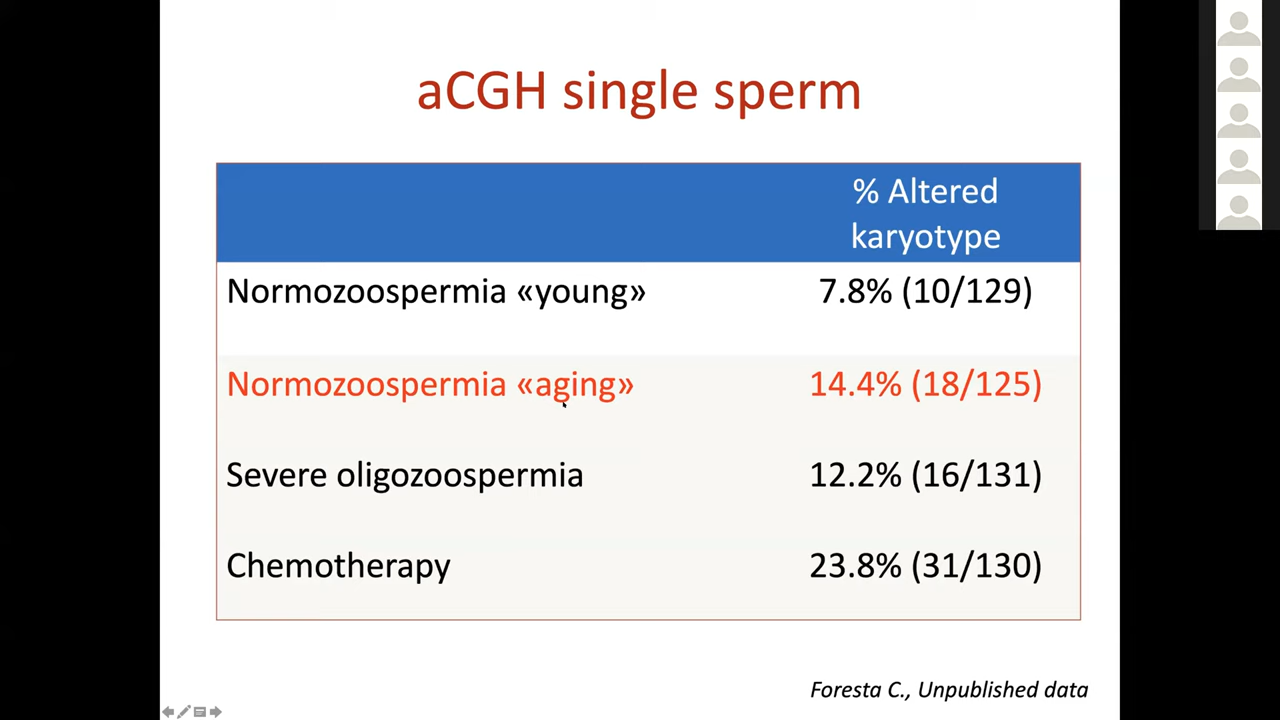 aCGH single sperm
% Altered
karyotype
Normozoospermia «young» 7.8% (10/129)
Normozoospermia «aging» 14.4% (18/125)
Severe oligozoospermia 12.2% (16/131)
Chemotherapy 23.8% (31/130)
Foresta C., Unpublished data